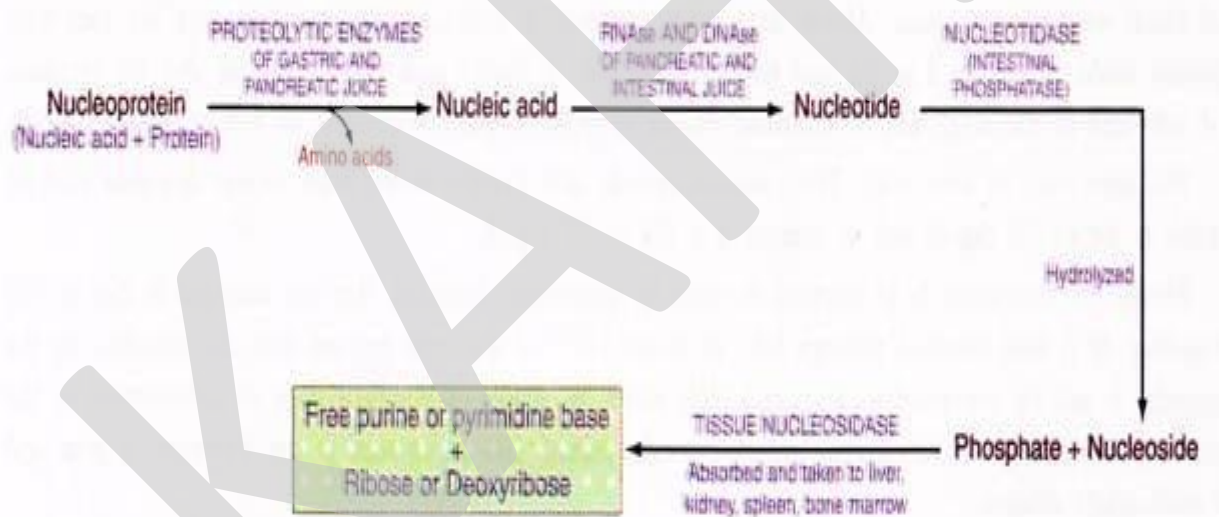 PROTEOLYTIC ENZYMES
OF GASTRIC AND
PANCREATIC JUICE
RNAse AND DNAse
OF PANCREATIC AND
INTESTINAL JUICE
NUCLEOTIDASE
(INTESTINAL
PHOSPHATASE)
Nucleoprotein
(Nucleic acid + Protein)
Nucleic acid
Nucleotide
Amino acids
Hydrolyzed
Free purine or pyrimidine base
+
Ribose or Deoxyribose
TISSUE NUCLEOSIDASE
Absorbed and taken to liver,
kidney, spleen, bone marrow
Phosphate + Nucleoside